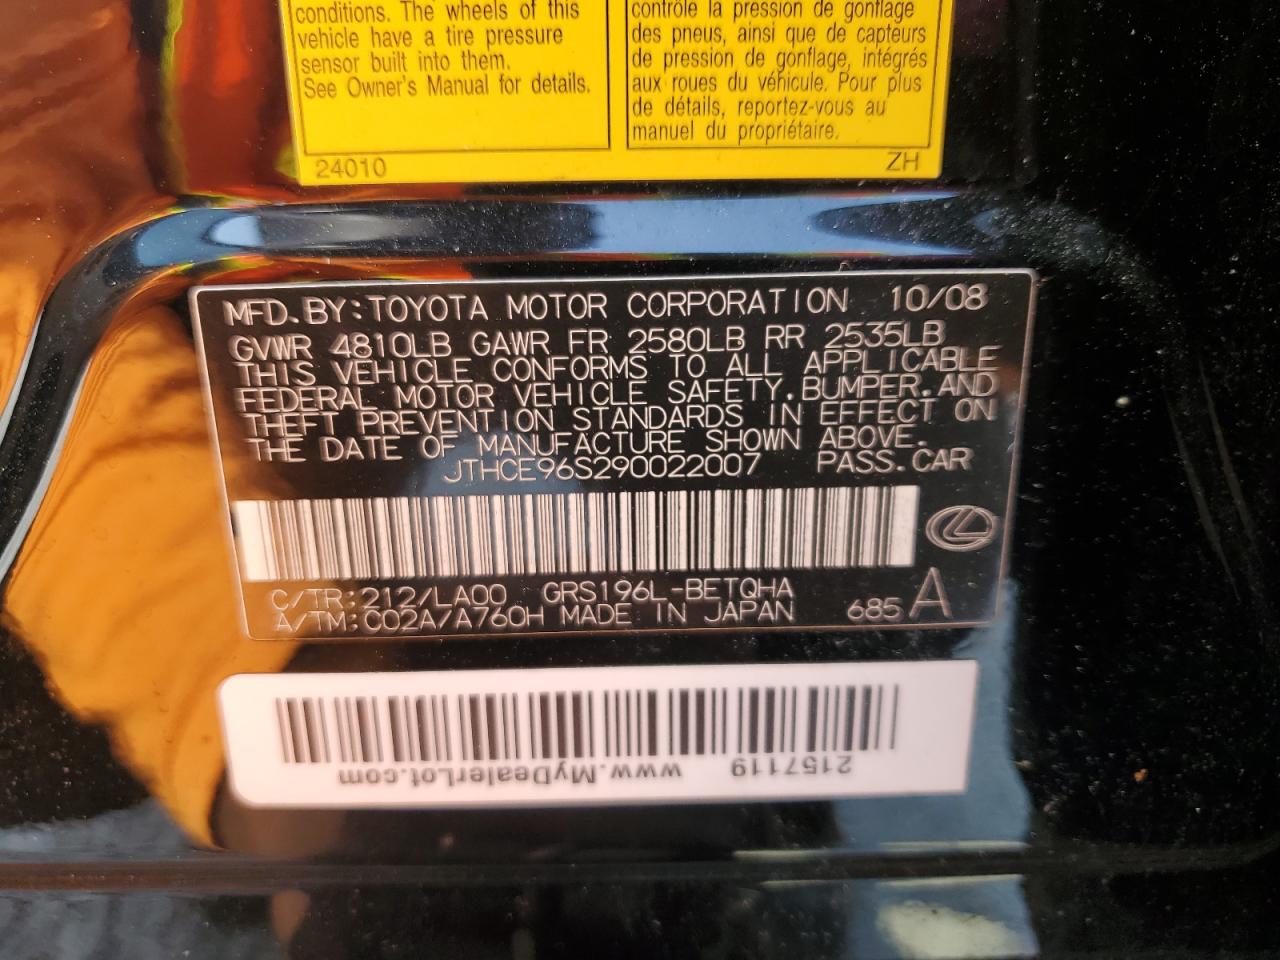 conditions. The wheels of this
vehicle have a tire pressure
sensor built into them.
See Owner's Manual for details.
24010
contrôle la pression de gonflage
des pneus, ainsi que de capteurs
de pression de gonflage, intégrés
aux roues du véhicule. Pour plus
de détails, reportez-vous au
manuel du propriétaire.
ZH
MFD.BY:TOYOTA MOTOR CORPORATION 10/08
GVWR 4810LB GAWR FR 2580LB RR 2535LB
THIS VEHICLE CONFORMS TO ALL APPLICABLE
FEDERAL MOTOR VEHICLE SAFETY,BUMPER,AND
THEFT PREVENTION STANDARDS IN EFFECT ON
THE DATE OF MANUFACTURE SHOWN ABOVE.
JTHCE96S290022007 PASS.CAR
C/TR:212/LA00 GRS196L-BETQHA
A/TM:C02A/A760H MADE IN JAPAN 685 A
2157119 www.MyDealerLot.com